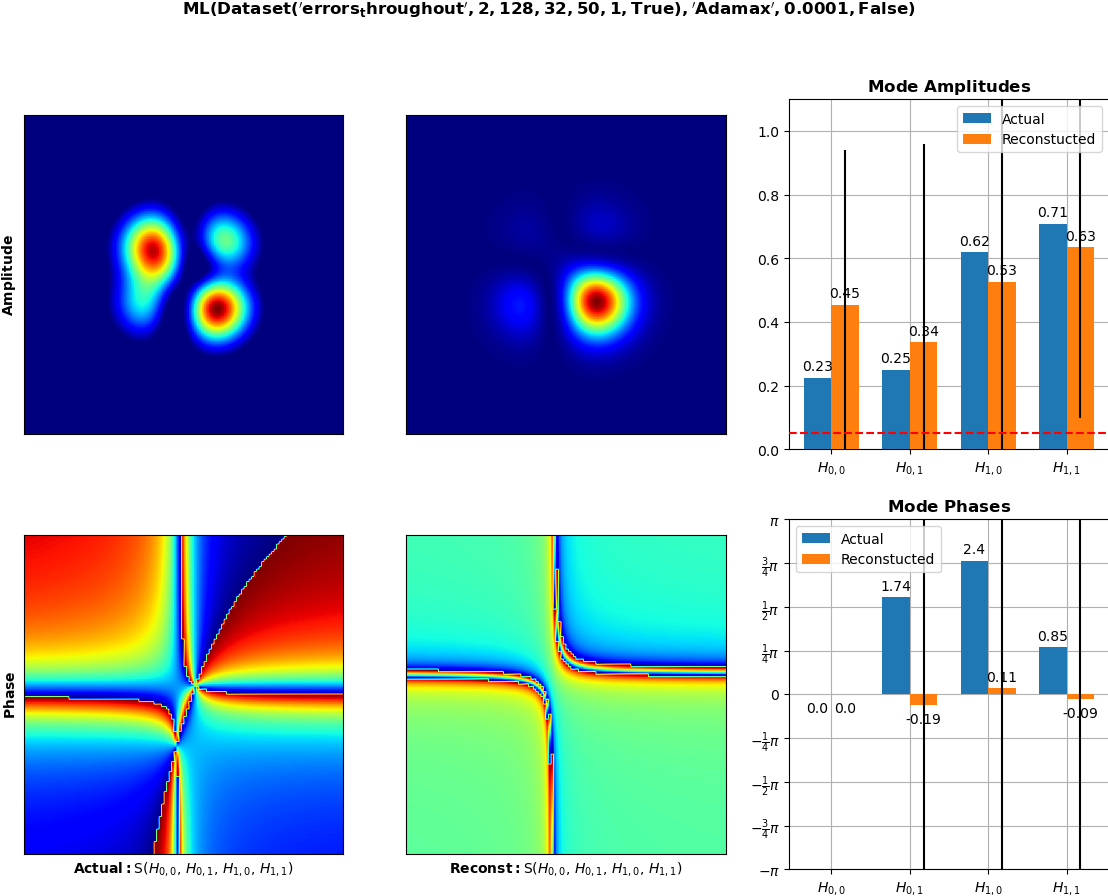 ML(Dataset('errors_throughout', 2, 128, 32, 50, 1, True), 'Adamax', 0.0001, False)
Amplitude
Mode Amplitudes
Actual
Reconstucted
1.0
0.8
0.6
0.4
0.2
0.0
0.23
0.45
0.25
0.34
0.62
0.53
0.71
0.63
H0,0
H0,1
H1,0
H1,1
Phase
Actual: S(H0,0, H0,1, H1,0, H1,1)
Reconst: S(H0,0, H0,1, H1,0, H1,1)
Mode Phases
Actual
Reconstucted
π
3/4π
1/2π
1/4π
0
−1/4π
−1/2π
−3/4π
−π
0.0
0.0
1.74
-0.19
2.4
0.11
0.85
-0.09
H0,0
H0,1
H1,0
H1,1